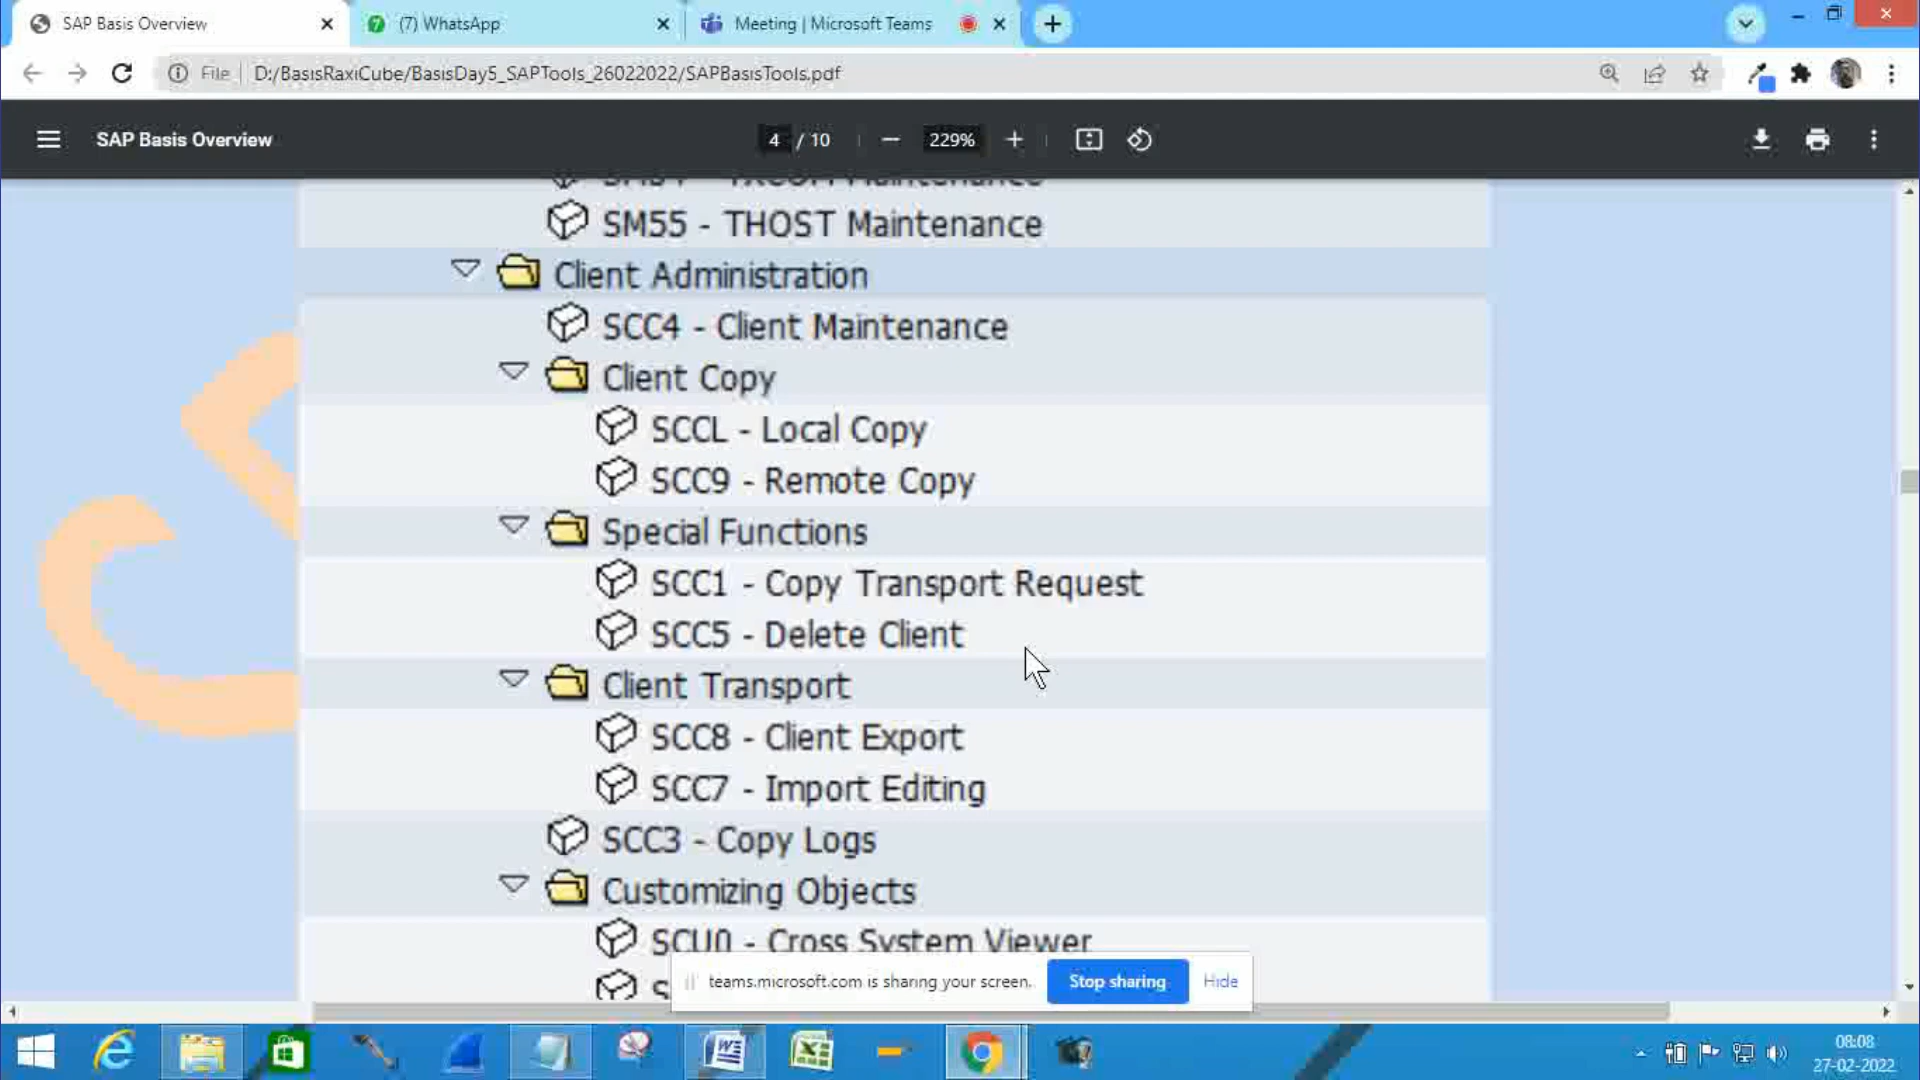 SAP Basis Overview
(7) WhatsApp
Meeting | Microsoft Teams
File
D:/BasisRaxiCube/BasisDay5_SAPTools_26022022/SAPBasisTools.pdf
SAP Basis Overview
4 / 10
229%
SM55 - THOST Maintenance
Client Administration
SCC4 - Client Maintenance
Client Copy
SCCL - Local Copy
SCC9 - Remote Copy
Special Functions
SCC1 - Copy Transport Request
SCC5 - Delete Client
Client Transport
SCC8 - Client Export
SCC7 - Import Editing
SCC3 - Copy Logs
Customizing Objects
SCU0 - Cross System Viewer
teams.microsoft.com is sharing your screen.
Stop sharing
Hide
08:08
27-02-2022